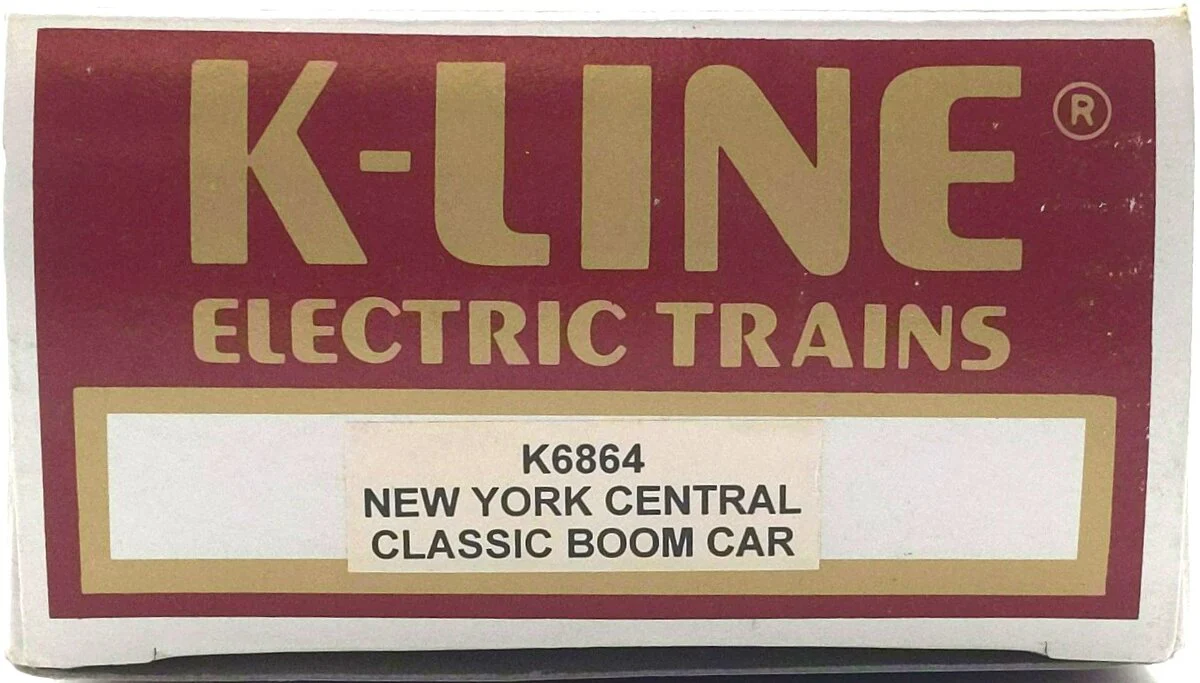 K-LINE®
ELECTRIC TRAINS
K6864
NEW YORK CENTRAL
CLASSIC BOOM CAR